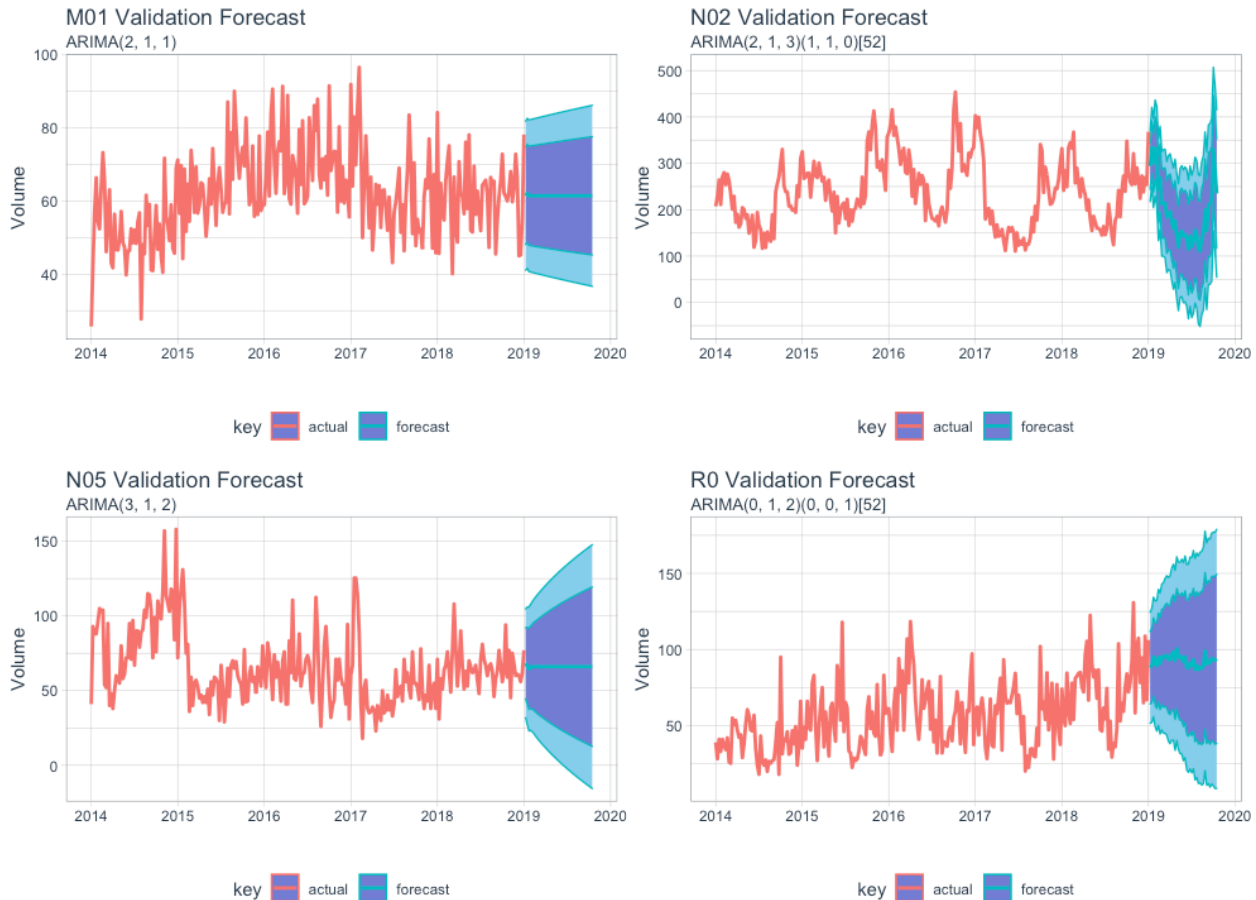 M01 Validation Forecast
ARIMA(2, 1, 1)
100
80
60
40
Volume
2014 2015 2016 2017 2018 2019 2020
key actual forecast
N02 Validation Forecast
ARIMA(2, 1, 3)(1, 1, 0)[52]
500
400
300
200
100
0
Volume
2014 2015 2016 2017 2018 2019 2020
key actual forecast
N05 Validation Forecast
ARIMA(3, 1, 2)
150
100
50
0
Volume
2014 2015 2016 2017 2018 2019 2020
key actual forecast
R0 Validation Forecast
ARIMA(0, 1, 2)(0, 0, 1)[52]
150
100
50
Volume
2014 2015 2016 2017 2018 2019 2020
key actual forecast